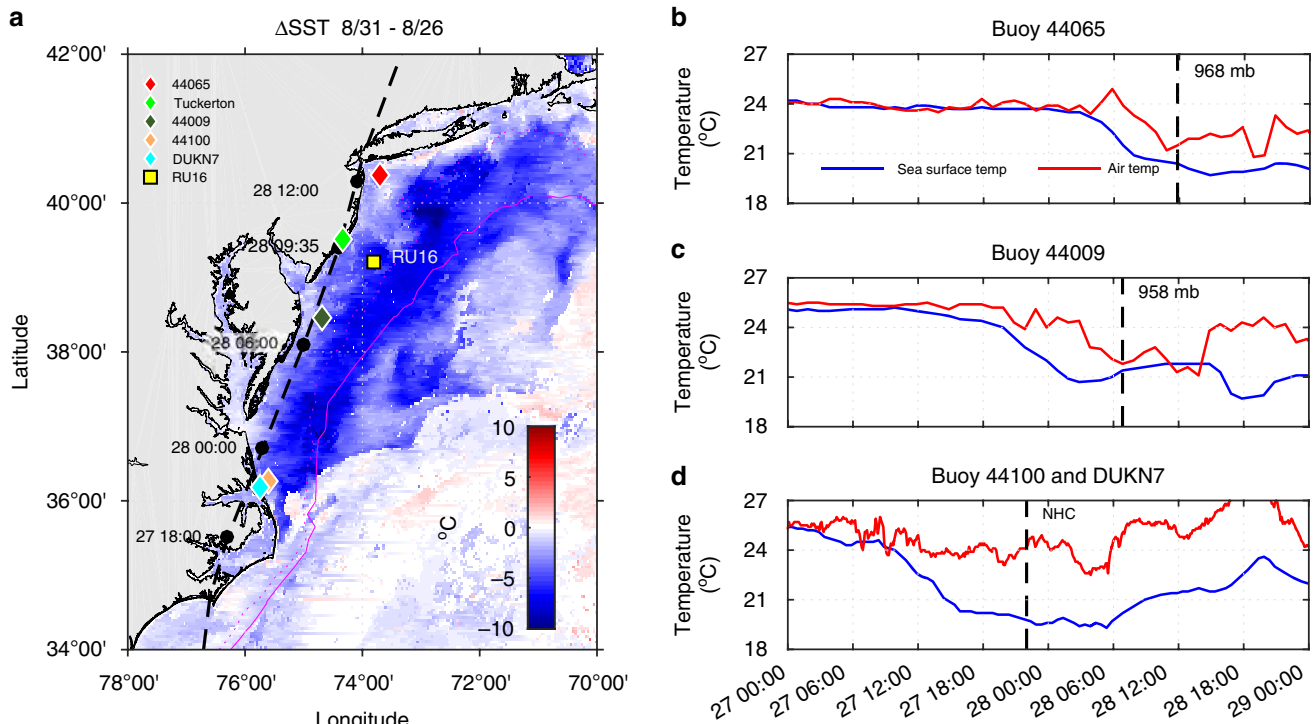 a
ΔSST 8/31 - 8/26
42°00'
40°00'
38°00'
36°00'
34°00'
Latitude
44065
Tuckerton
44009
44100
DUKN7
RU16
28 12:00
28 09:35
RU16
28 06:00
28 00:00
27 18:00
10
5
0
−5
−10
°C
78°00'
76°00'
74°00'
72°00'
70°00'
Longitude
b
Buoy 44065
27
24
21
18
Temperature
(°C)
968 mb
Sea surface temp
Air temp
c
Buoy 44009
27
24
21
18
Temperature
(°C)
958 mb
d
Buoy 44100 and DUKN7
27
24
21
18
Temperature
(°C)
NHC
27 00:00
27 06:00
27 12:00
27 18:00
28 00:00
28 06:00
28 12:00
28 18:00
29 00:00